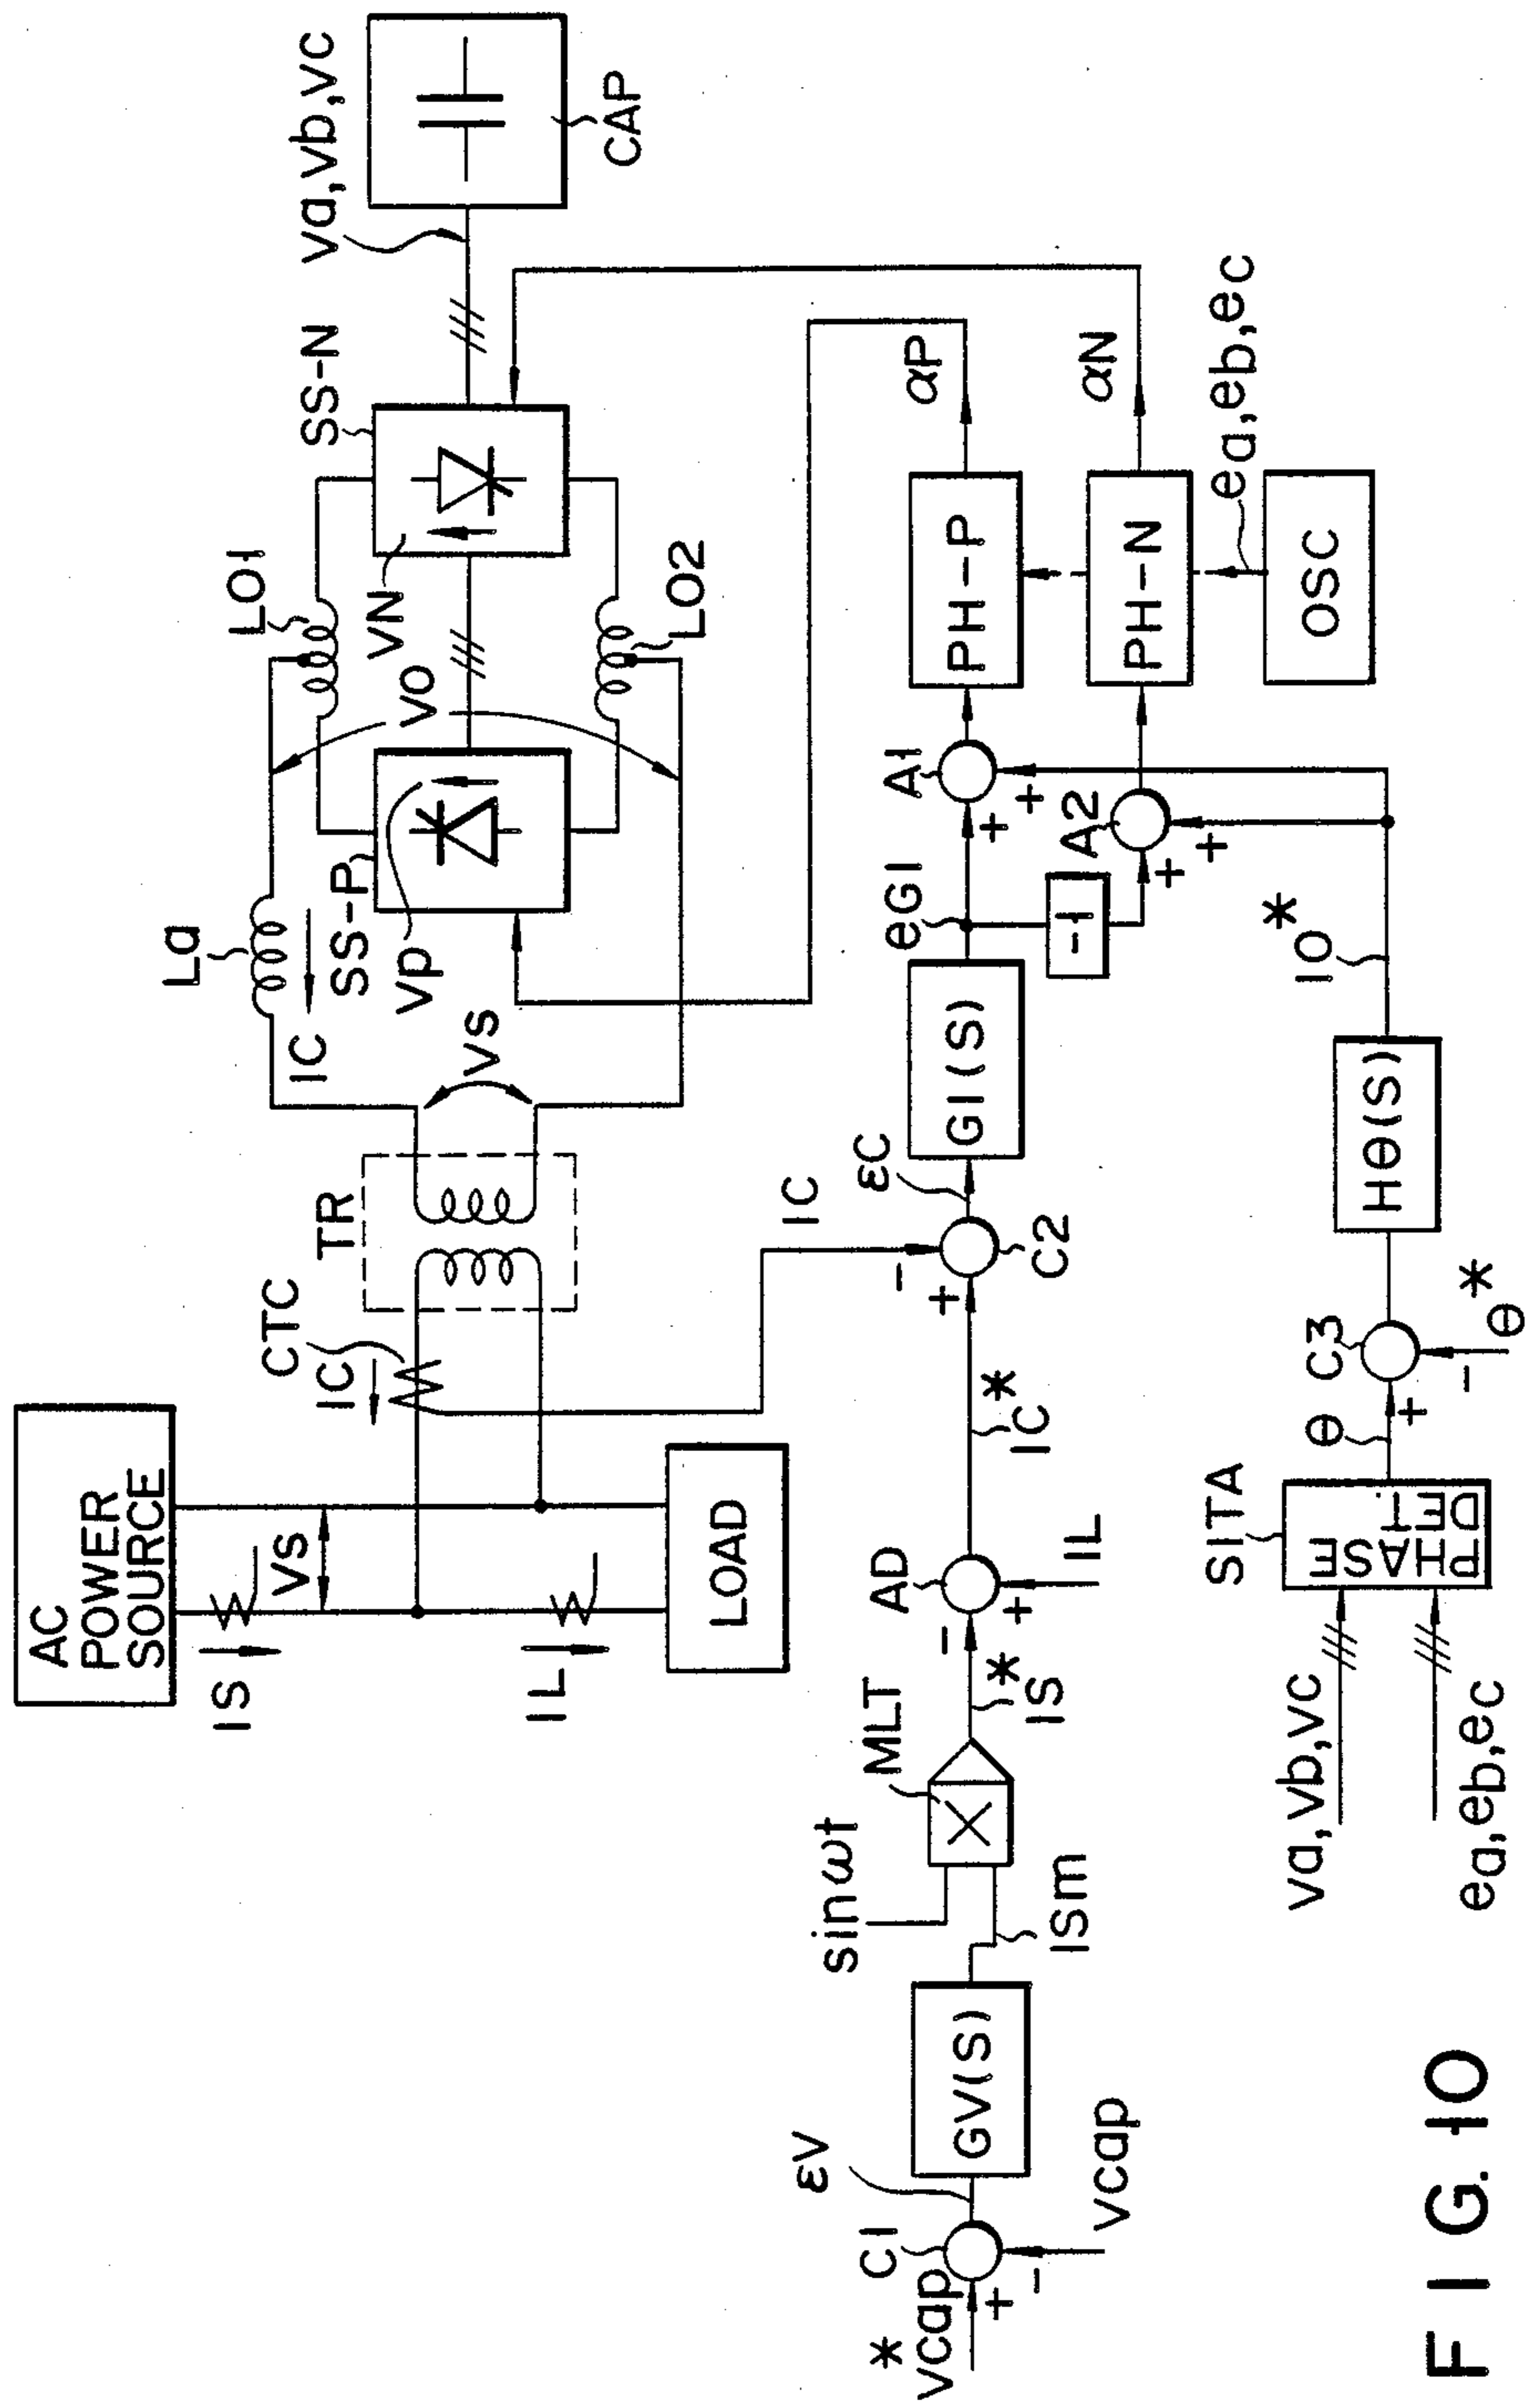 AC
POWER
SOURCE
IS
VS
IL
LOAD
CTC
IC
TR
VS
La
IC
SS-P
VP
VO
LO1
VN
LO2
SS-N
va,vb,vc
CAP
*
vcap
+
-
vcap
C1
εV
GV(S)
ISm
sinωt
MLT
*
IS
-
+
AD
IL
*
IC
+
-
IC
C2
εC
GI(S)
eGI
-1
+
+
A1
+
+
A2
PH-P
PH-N
αP
αN
ea,eb,ec
OSC
va,vb,vc
ea,eb,ec
SITA
PHASE
DET.
θ
+
-
θ*
C3
Hθ(S)
*
IO
FIG. 10